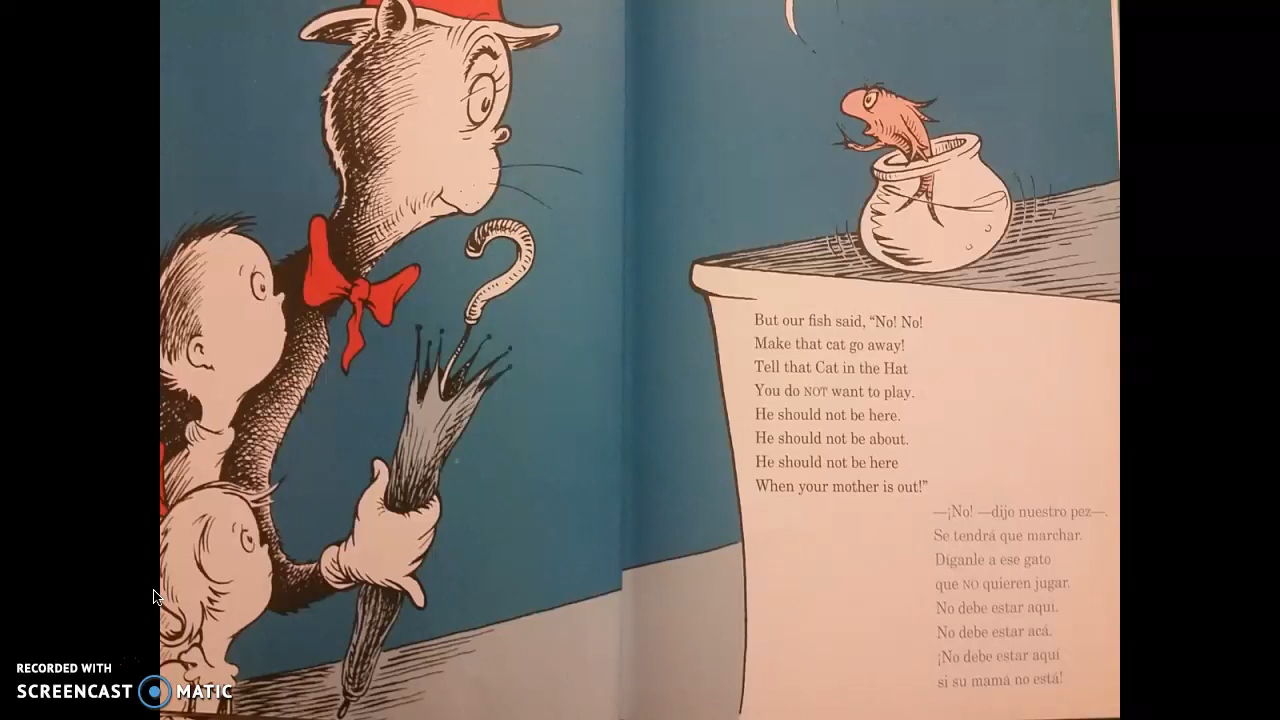 But our fish said, “No! No!
Make that cat go away!
Tell that Cat in the Hat
You do NOT want to play.
He should not be here.
He should not be about.
He should not be here
When your mother is out!”
—¡No! —dijo nuestro pez—.
Se tendrá que marchar.
Díganle a ese gato
que NO quieren jugar.
No debe estar aquí.
No debe estar acá.
¡No debe estar aquí
si su mamá no está!
RECORDED WITH
SCREENCAST MATIC